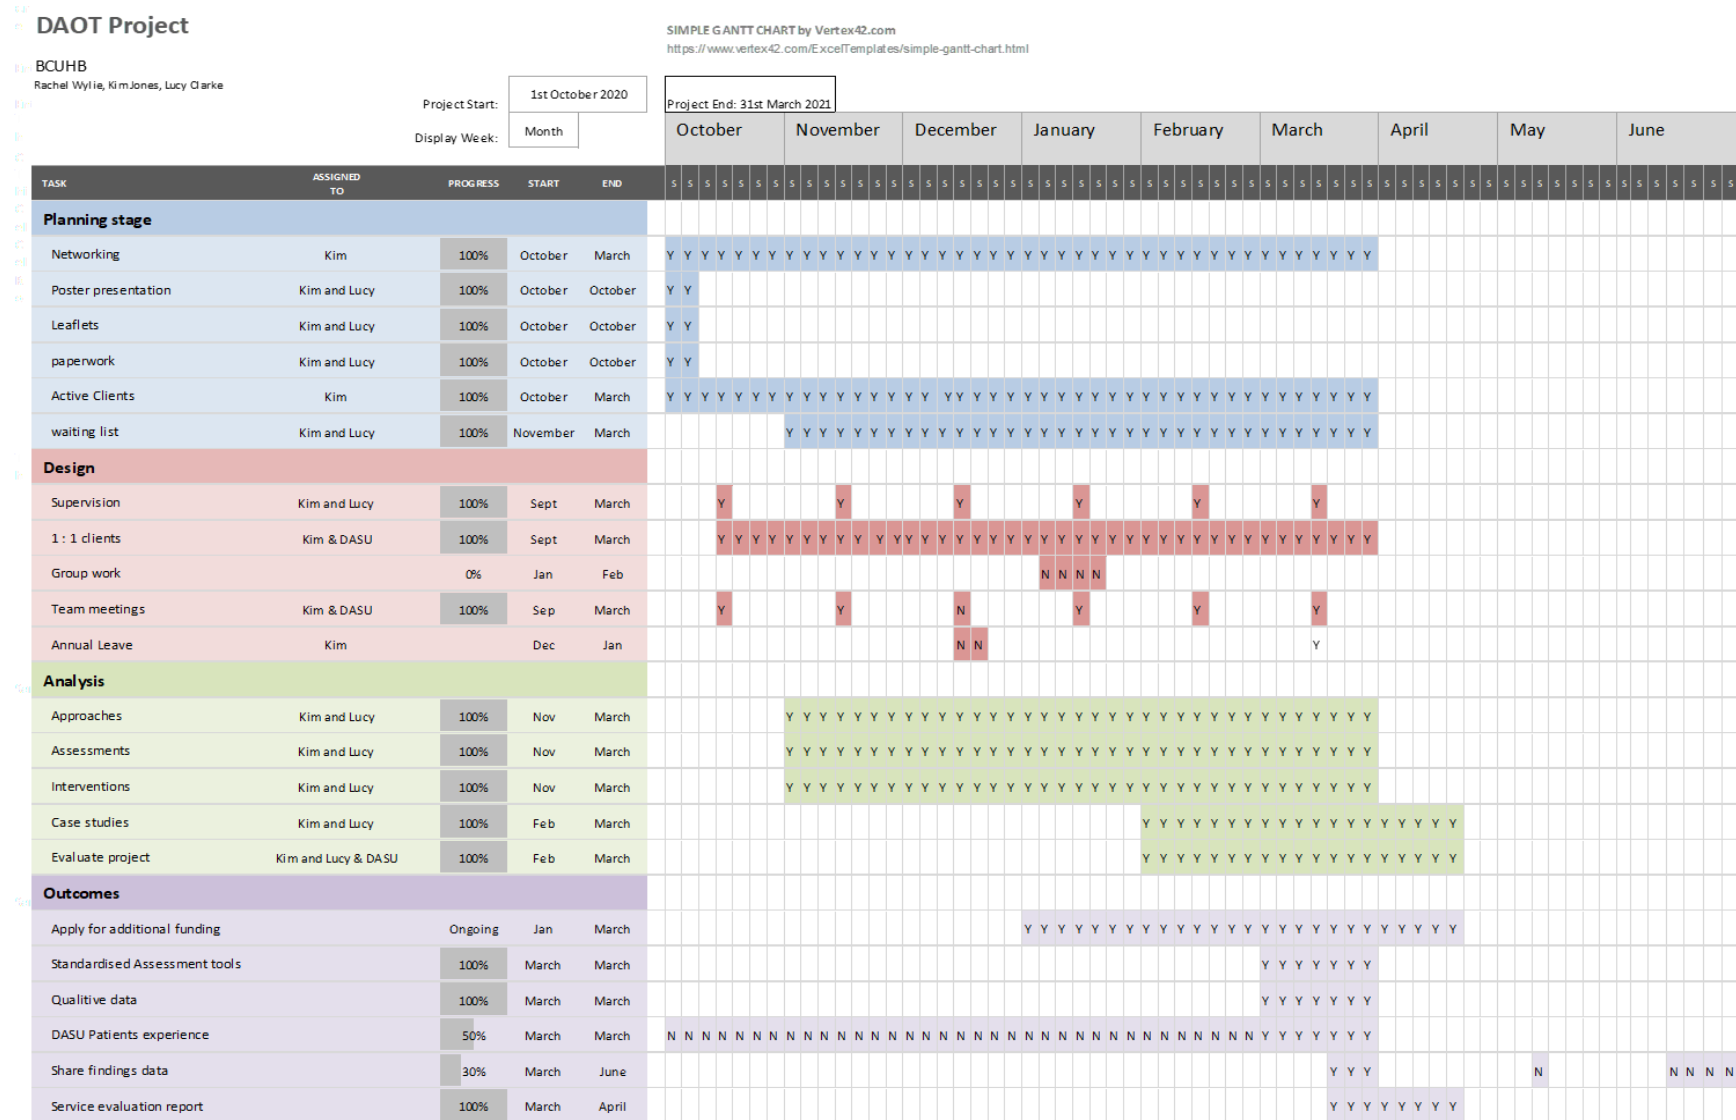 DAOT Project
SIMPLE GANTT CHART by Vertex42.com
https://www.vertex42.com/ExcelTemplates/simple-gantt-chart.html
BCUHB
Rachel Wylie, Kim Jones, Lucy Clarke
Project Start: 1st October 2020 Project End: 31st March 2021
Display Week: Month
October November December January February March April May June
TASK ASSIGNED TO PROGRESS START END S S S S S S S S S S S S S S S S S S S S S S S S S S S S S S S S S S S S S S S S S S S S S S S S S S S S S S S S S S S S S S S
Planning stage
Networking Kim 100% October March Y Y Y Y Y Y Y Y Y Y Y Y Y Y Y Y Y Y Y Y Y Y Y Y Y Y Y Y Y Y Y Y Y Y Y Y Y Y Y Y Y Y
Poster presentation Kim and Lucy 100% October October Y Y
Leaflets Kim and Lucy 100% October October Y Y
paperwork Kim and Lucy 100% October October Y Y
Active Clients Kim 100% October March Y Y Y Y Y Y Y Y Y Y Y Y Y Y Y Y YY Y Y Y Y Y Y Y Y Y Y Y Y Y Y Y Y Y Y Y Y Y Y Y Y
waiting list Kim and Lucy 100% November March Y Y Y Y Y Y Y Y Y Y Y Y Y Y Y Y Y Y Y Y Y Y Y Y Y Y Y Y Y Y Y Y Y Y Y
Design
Supervision Kim and Lucy 100% Sept March Y Y Y Y Y Y
1 : 1 clients Kim & DASU 100% Sept March Y Y Y Y Y Y Y Y Y Y YY Y Y Y Y Y Y Y Y Y Y Y Y Y Y Y Y Y Y Y Y Y Y Y Y Y Y Y
Group work 0% Jan Feb N N N N
Team meetings Kim & DASU 100% Sep March Y Y N Y Y Y
Annual Leave Kim Dec Jan N N Y
Analysis
Approaches Kim and Lucy 100% Nov March Y Y Y Y Y Y Y Y Y Y Y Y Y Y Y Y Y Y Y Y Y Y Y Y Y Y Y Y Y Y Y Y Y Y Y
Assessments Kim and Lucy 100% Nov March Y Y Y Y Y Y Y Y Y Y Y Y Y Y Y Y Y Y Y Y Y Y Y Y Y Y Y Y Y Y Y Y Y Y Y
Interventions Kim and Lucy 100% Nov March Y Y Y Y Y Y Y Y Y Y Y Y Y Y Y Y Y Y Y Y Y Y Y Y Y Y Y Y Y Y Y Y Y Y Y
Case studies Kim and Lucy 100% Feb March Y Y Y Y Y Y Y Y Y Y Y Y Y Y Y Y Y Y Y
Evaluate project Kim and Lucy & DASU 100% Feb March Y Y Y Y Y Y Y Y Y Y Y Y Y Y Y Y Y Y Y
Outcomes
Apply for additional funding Ongoing Jan March Y Y Y Y Y Y Y Y Y Y Y Y Y Y Y Y Y Y Y Y Y Y Y Y Y Y
Standardised Assessment tools 100% March March Y Y Y Y Y Y Y
Qualitive data 100% March March Y Y Y Y Y Y Y
DASU Patients experience 50% March March N N N N N N N N N N N N N N N N N N N N N N N N N N N N N N N N N N N Y Y Y Y Y Y Y
Share findings data 30% March June Y Y Y N N N N N
Service evaluation report 100% March April Y Y Y Y Y Y Y Y